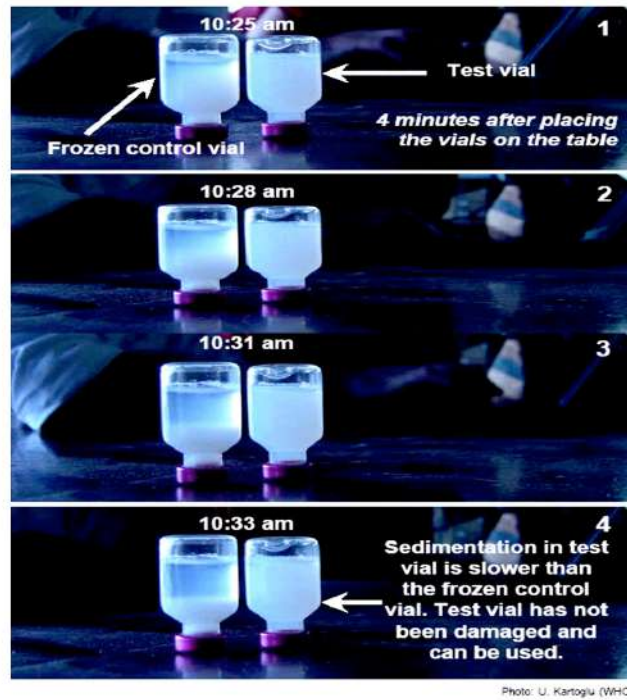 10:25 am
1
Test vial
4 minutes after placing
the vials on the table
Frozen control vial
10:28 am
2
10:31 am
3
10:33 am
4
Sedimentation in test
vial is slower than
the frozen control
vial. Test vial has not
been damaged and
can be used.
Photo: U. Kartoglu (WHO